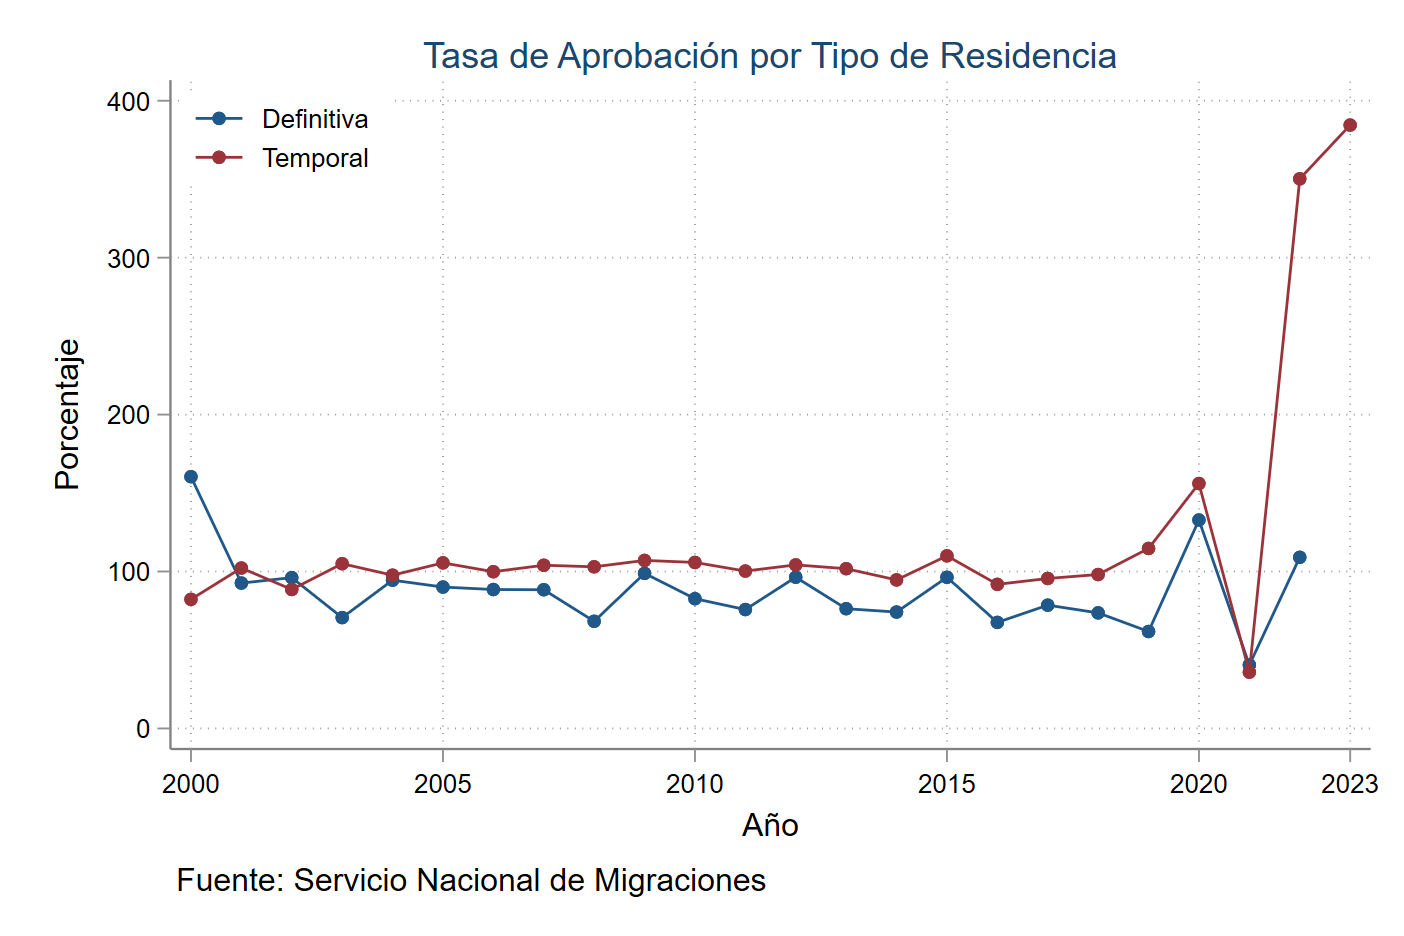 Tasa de Aprobación por Tipo de Residencia
Definitiva
Temporal
Porcentaje
400
300
200
100
0
2000 2005 2010 2015 2020 2023
Año
Fuente: Servicio Nacional de Migraciones